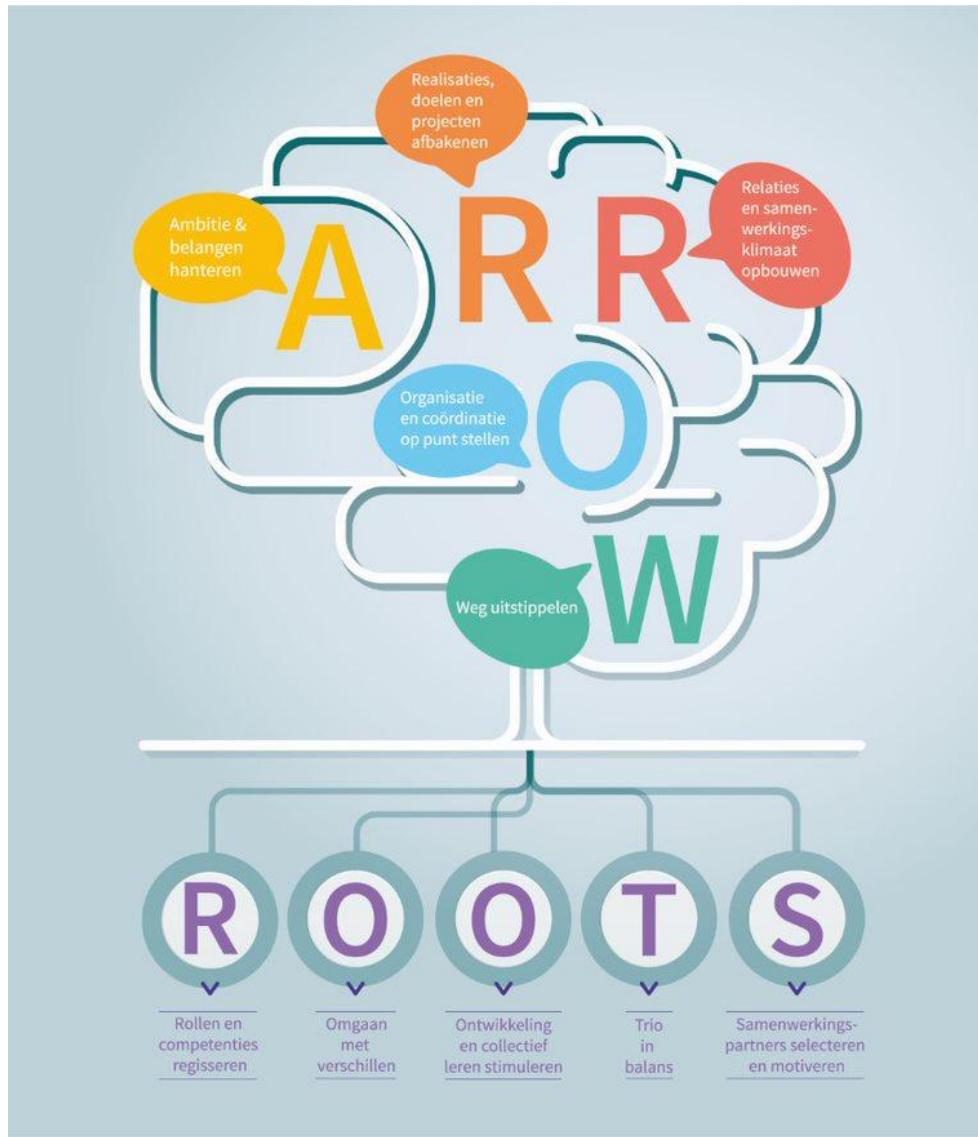 Realisaties,
doelen en
projecten
afbakenen
Ambitie &
belangen
hanteren
A
R
R
Relaties
en samen-
werkings-
klimaat
opbouwen
Organisatie
en coördinatie
op punt stellen
O
Weg uitstippelen
W
R
O
O
T
S
Rollen en
competenties
regisseren
Omgaan
met
verschillen
Ontwikkeling
en collectief
leren stimuleren
Trio
in
balans
Samenwerkings-
partners selecteren
en motiveren